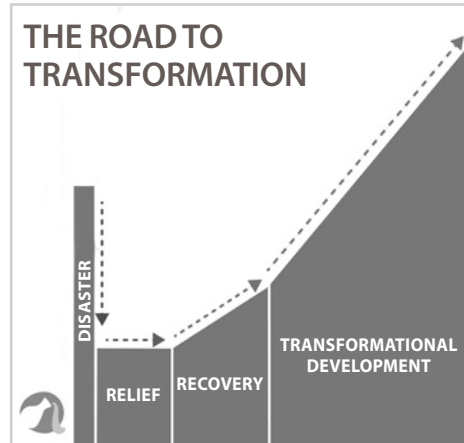 THE ROAD TO
TRANSFORMATION
DISASTER
RELIEF
RECOVERY
TRANSFORMATIONAL
DEVELOPMENT